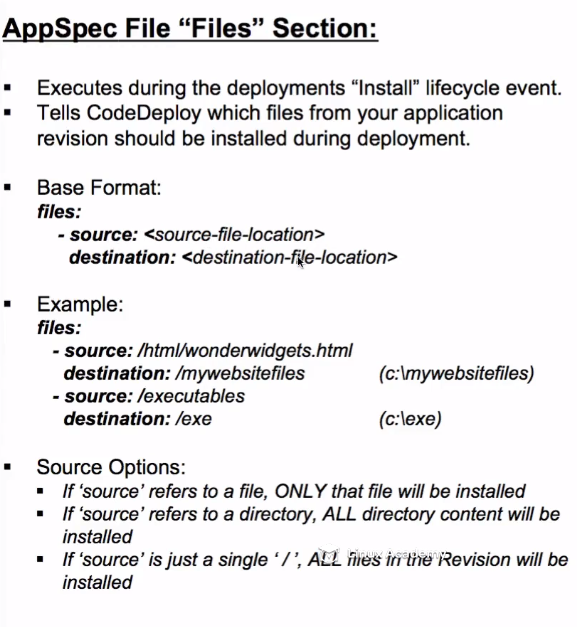 AppSpec File “Files” Section:
▪ Executes during the deployments “Install” lifecycle event.
▪ Tells CodeDeploy which files from your application
revision should be installed during deployment.
▪ Base Format:
files:
- source: <source-file-location>
destination: <destination-file-location>
▪ Example:
files:
- source: /html/wonderwidgets.html
destination: /mywebsitefiles (c:\mywebsitefiles)
- source: /executables
destination: /exe (c:\exe)
▪ Source Options:
▪ If ‘source’ refers to a file, ONLY that file will be installed
▪ If ‘source’ refers to a directory, ALL directory content will be
installed
▪ If ‘source’ is just a single ‘ / ’, ALL files in the Revision will be
installed
Linux Academy